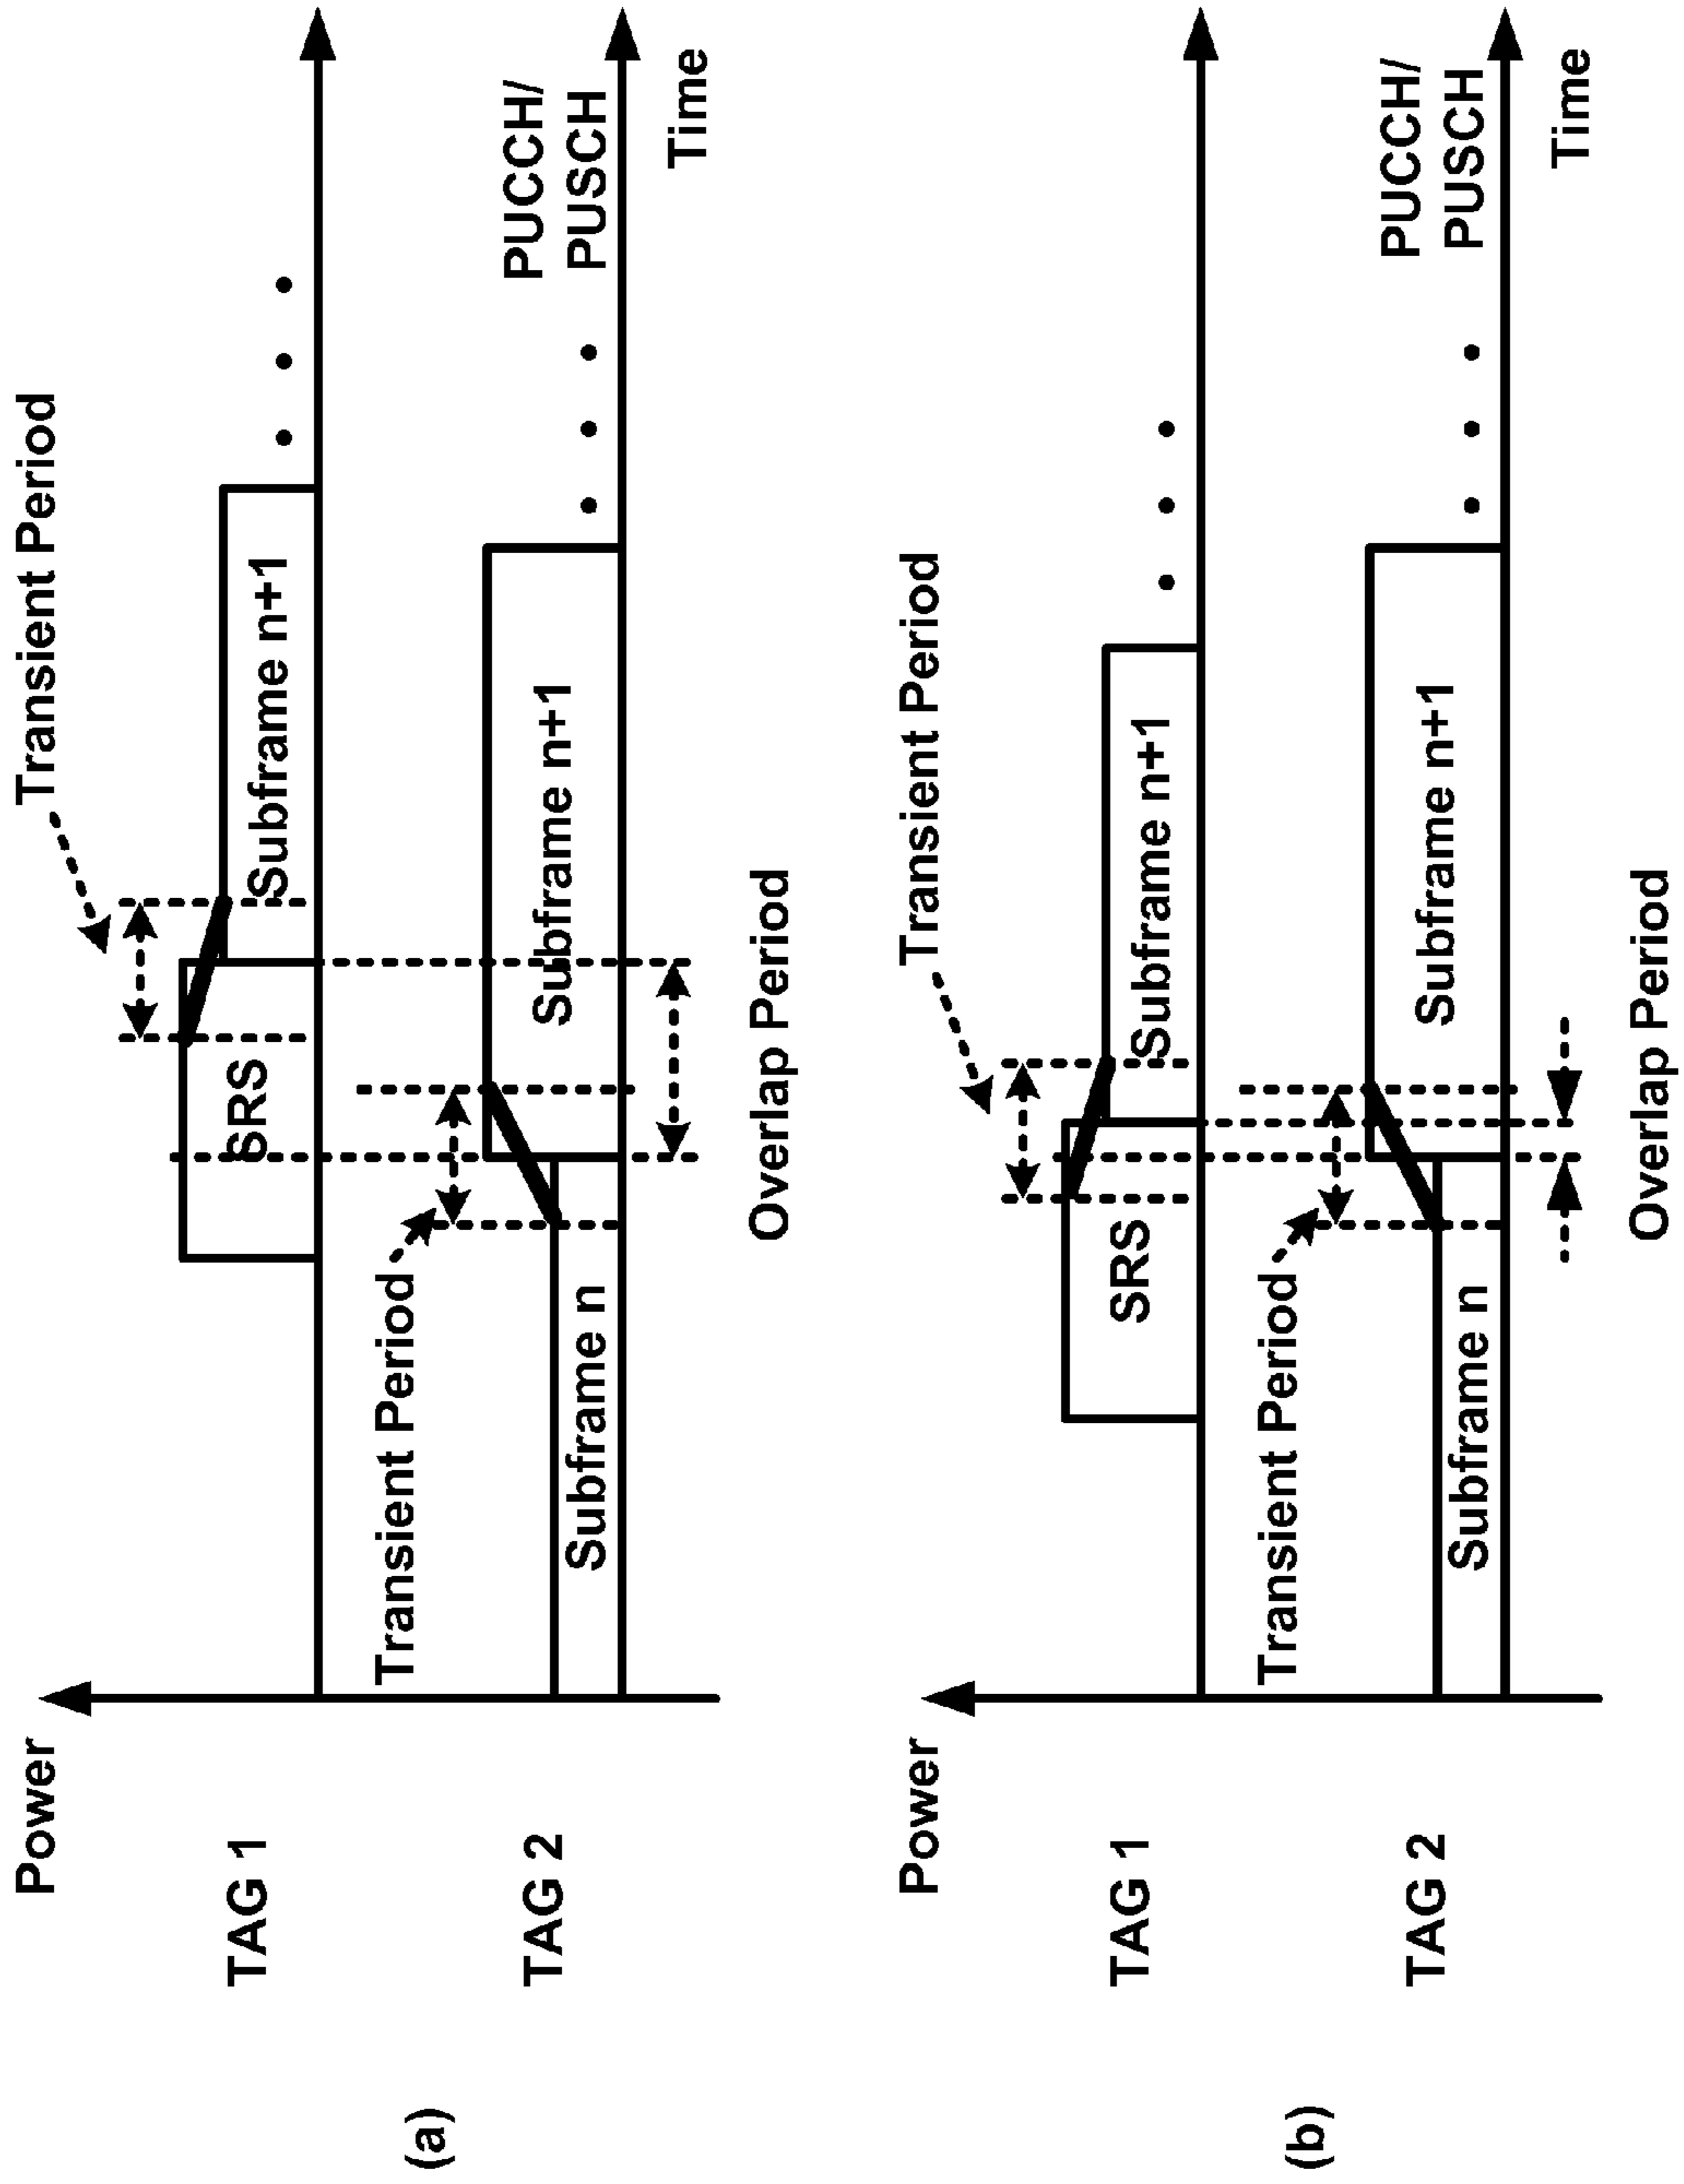 (a)
Power
Transient Period
TAG 1
SRS
Subframe n+1
Transient Period
TAG 2
Subframe n
Subframe n+1
PUCCH/
PUSCH
Time
Overlap Period
(b)
Power
Transient Period
TAG 1
SRS
Subframe n+1
Transient Period
TAG 2
Subframe n
Subframe n+1
PUCCH/
PUSCH
Time
Overlap Period